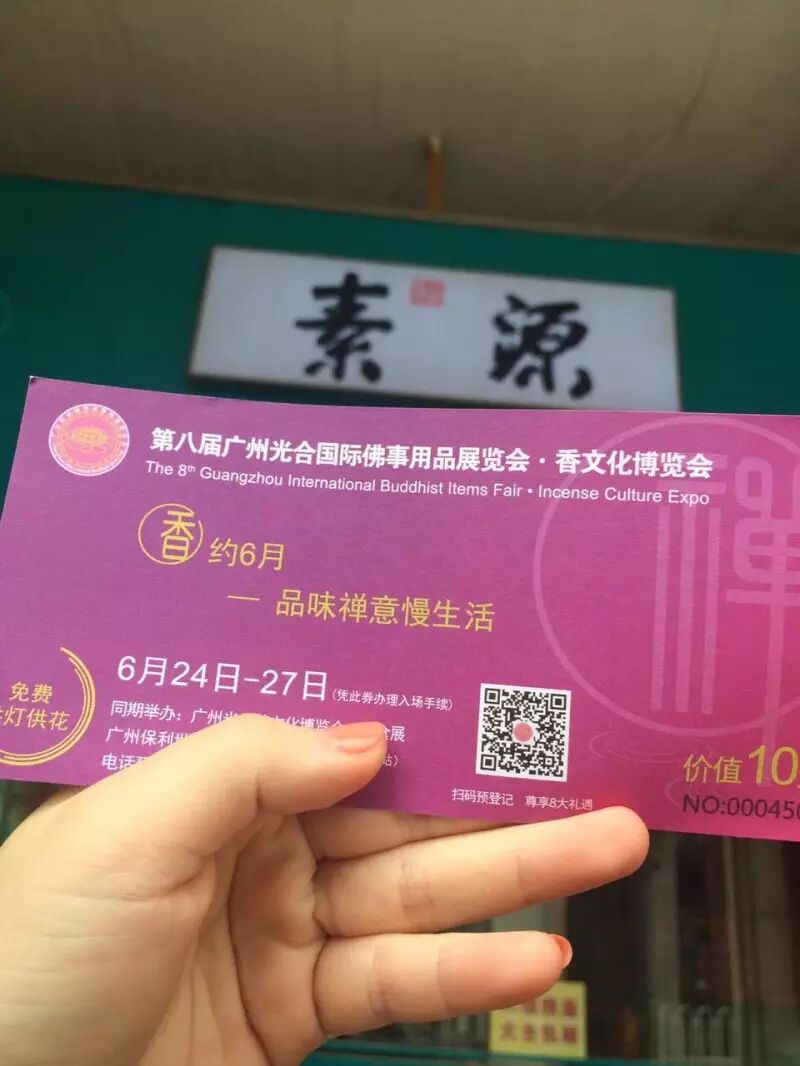 素 源
第八届广州光合国际佛事用品展览会·香文化博览会
The 8th Guangzhou International Buddhist Items Fair • Incense Culture Expo
禅
香 约6月
— 品味禅意慢生活
6月24日-27日(凭此券办理入场手续)
免费
灯供花
同期举办：广州光
文化博览会
展
广州保利世
站）
电话
扫码预登记 尊享8大礼遇
价值10
NO:000450